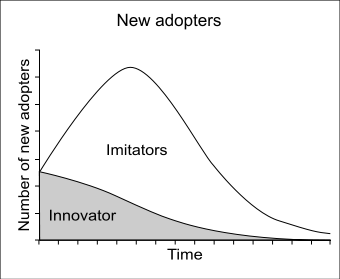 New adopters
Number of new adopters
Imitators
Innovator
Time